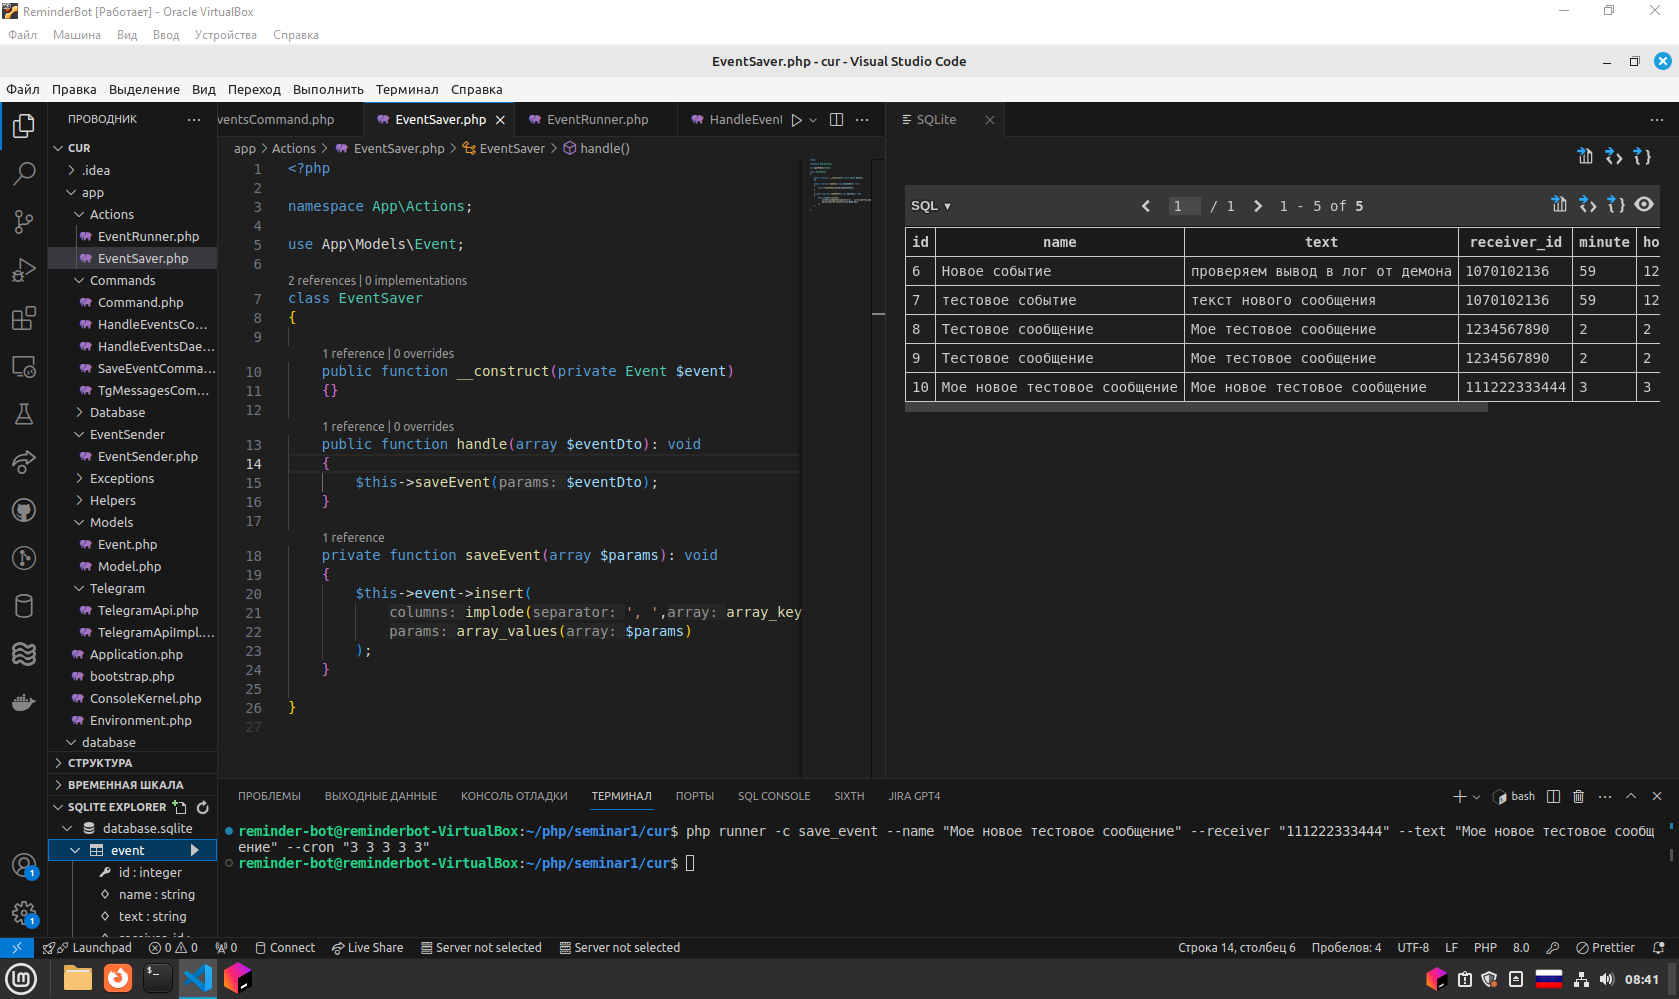 ReminderBot [Работает] - Oracle VirtualBox
Файл Машина Вид Ввод Устройства Справка
EventSaver.php - cur - Visual Studio Code
Файл Правка Выделение Вид Переход Выполнить Терминал Справка
ПРОВОДНИК
ventsCommand.php EventSaver.php EventRunner.php HandleEvent
SQLite
CUR
.idea
app
Actions
EventRunner.php
EventSaver.php
Commands
Command.php
HandleEventsCo...
HandleEventsDae...
SaveEventComma...
TgMessagesCom...
Database
EventSender
EventSender.php
Exceptions
Helpers
Models
Event.php
Model.php
Telegram
TelegramApi.php
TelegramApiImpl....
Application.php
bootstrap.php
ConsoleKernel.php
Environment.php
database
СТРУКТУРА
ВРЕМЕННАЯ ШКАЛА
SQLITE EXPLORER
database.sqlite
event
id : integer
name : string
text : string
app > Actions > EventSaver.php > EventSaver > handle()
1 <?php
2
3 namespace App\Actions;
4
5 use App\Models\Event;
6
2 references | 0 implementations
7 class EventSaver
8 {
9
1 reference | 0 overrides
10 public function __construct(private Event $event)
11 {}
12
1 reference | 0 overrides
13 public function handle(array $eventDto): void
14 {
15 $this->saveEvent(params: $eventDto);
16 }
17
1 reference
18 private function saveEvent(array $params): void
19 {
20 $this->event->insert(
21 columns: implode(separator: ', ',array: array_key
22 params: array_values(array: $params)
23 );
24 }
25
26 }
27
SQL ▼ 1 / 1 1 - 5 of 5
id name text receiver_id minute ho
6 Новое событие проверяем вывод в лог от демона 1070102136 59 12
7 тестовое событие текст нового сообщения 1070102136 59 12
8 Тестовое сообщение Мое тестовое сообщение 1234567890 2 2
9 Тестовое сообщение Мое тестовое сообщение 1234567890 2 2
10 Мое новое тестовое сообщение Мое новое тестовое сообщение 111222333444 3 3
ПРОБЛЕМЫ ВЫХОДНЫЕ ДАННЫЕ КОНСОЛЬ ОТЛАДКИ ТЕРМИНАЛ ПОРТЫ SQL CONSOLE SIXTH JIRA GPT4
bash
reminder-bot@reminderbot-VirtualBox:~/php/seminar1/cur$ php runner -c save_event --name "Мое новое тестовое сообщение" --receiver "111222333444" --text "Мое новое тестовое сообщ
ение" --cron "3 3 3 3 3"
reminder-bot@reminderbot-VirtualBox:~/php/seminar1/cur$
1
1
Launchpad 0 0 0 Connect Live Share Server not selected Server not selected
Строка 14, столбец 6 Пробелов: 4 UTF-8 LF PHP 8.0 Prettier
08:41